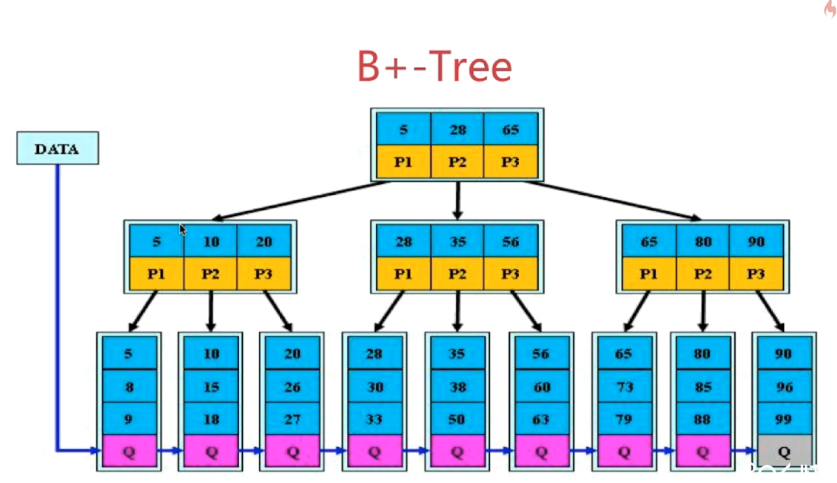 B+-Tree
5 28 65
DATA
P1 P2 P3
5 10 20 28 35 56 65 80 90
P1 P2 P3 P1 P2 P3 P1 P2 P3
5 10 20 28 35 56 65 80 90
8 15 26 30 38 60 73 85 96
9 18 27 33 50 63 79 88 99
Q Q Q Q Q Q Q Q Q